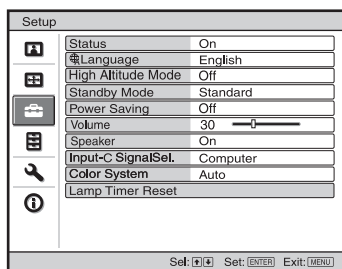 Setup
Status On
Language English
High Altitude Mode Off
Standby Mode Standard
Power Saving Off
Volume 30
Speaker On
Input-C SignalSel. Computer
Color System Auto
Lamp Timer Reset
Sel: Set: ENTER Exit: MENU